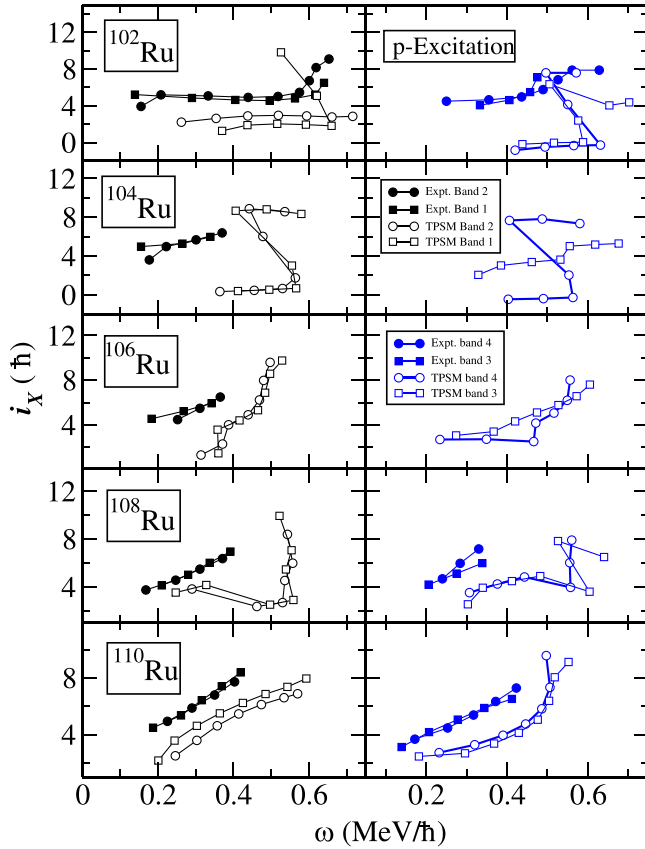 102Ru
p-Excitation
12
8
4
0
104Ru
Expt. Band 2
Expt. Band 1
TPSM Band 2
TPSM Band 1
12
8
4
0
106Ru
Expt. band 4
Expt. band 3
TPSM band 4
TPSM band 3
12
8
4
iX (ħ)
108Ru
12
8
4
110Ru
8
4
0 0.2 0.4 0.6 0.2 0.4 0.6
ω (MeV/ħ) ω (MeV/ħ)